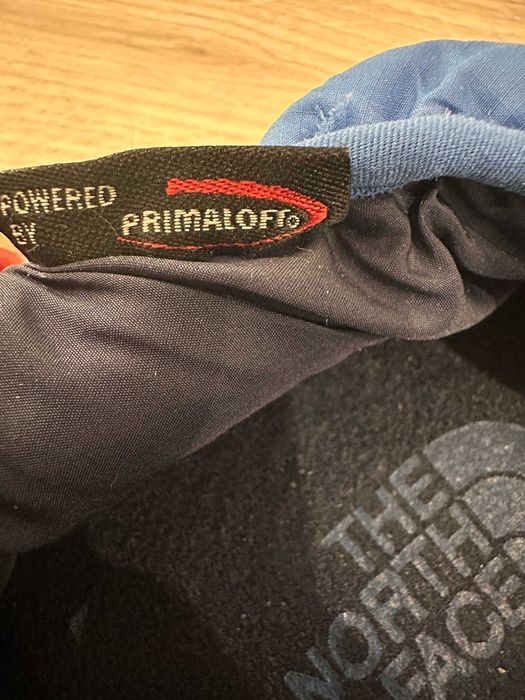 POWERED
BY
PRIMALOFT®
THE
NORTH
FACE